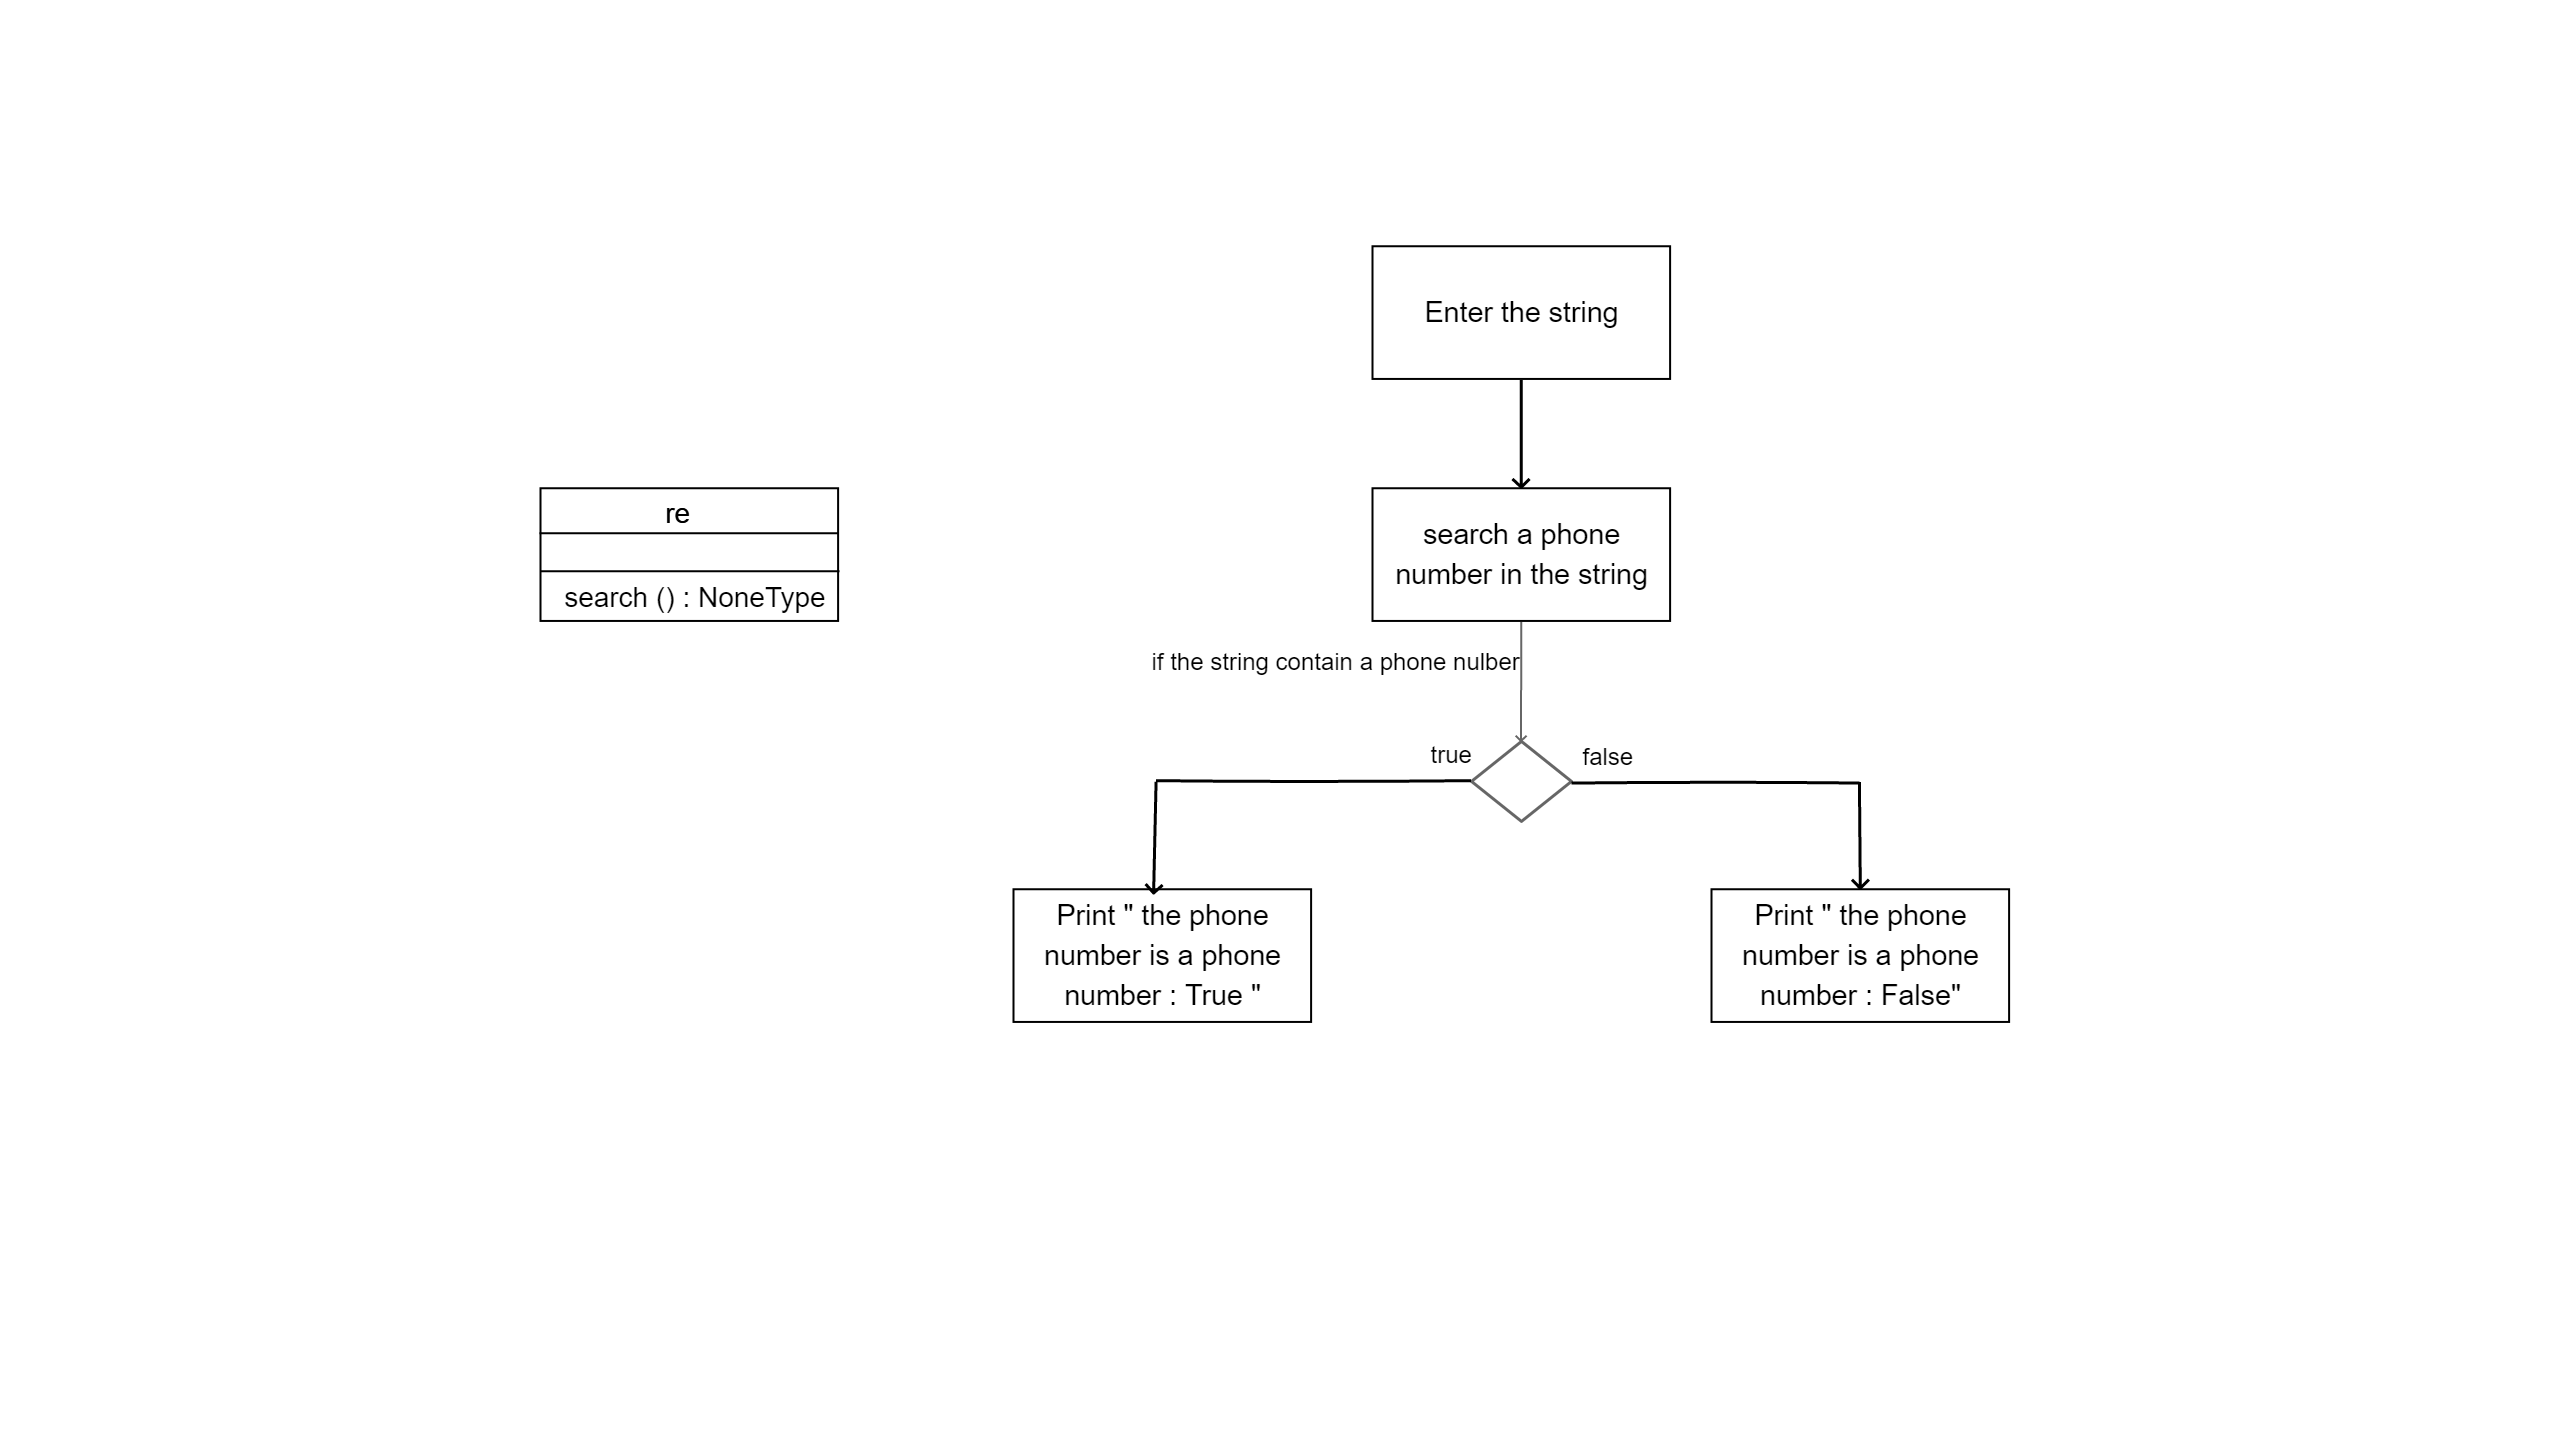 Enter the string
re
search () : NoneType
search a phone
number in the string
if the string contain a phone nulber
true
false
Print " the phone
number is a phone
number : True "
Print " the phone
number is a phone
number : False"